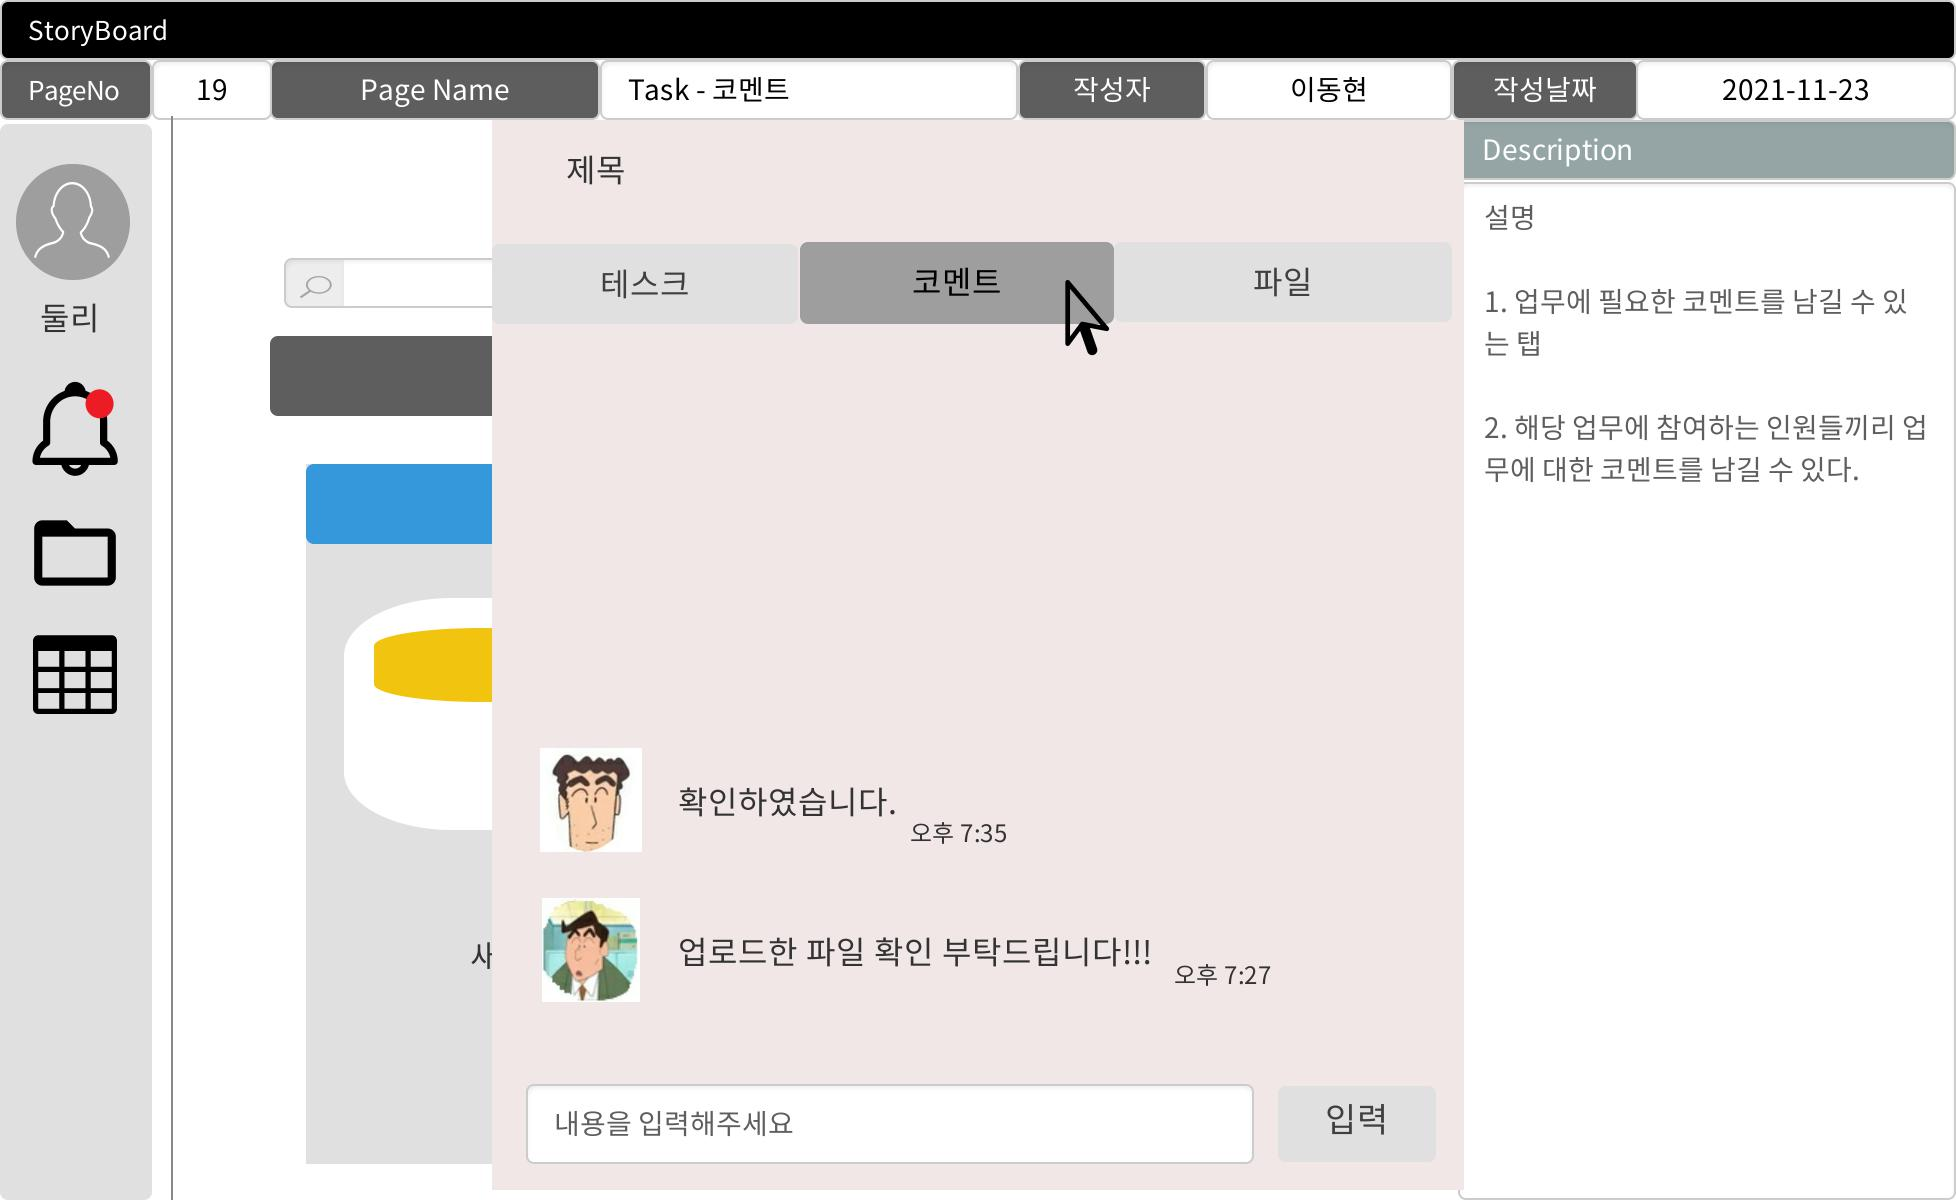 StoryBoard
PageNo 19 Page Name Task - 코멘트 작성자 이동현 작성날짜 2021-11-23
둘리
새
제목
테스크 코멘트 파일
확인하였습니다. 오후 7:35
업로드한 파일 확인 부탁드립니다!!! 오후 7:27
내용을 입력해주세요 입력
Description
설명
1. 업무에 필요한 코멘트를 남길 수 있
는 탭
2. 해당 업무에 참여하는 인원들끼리 업
무에 대한 코멘트를 남길 수 있다.